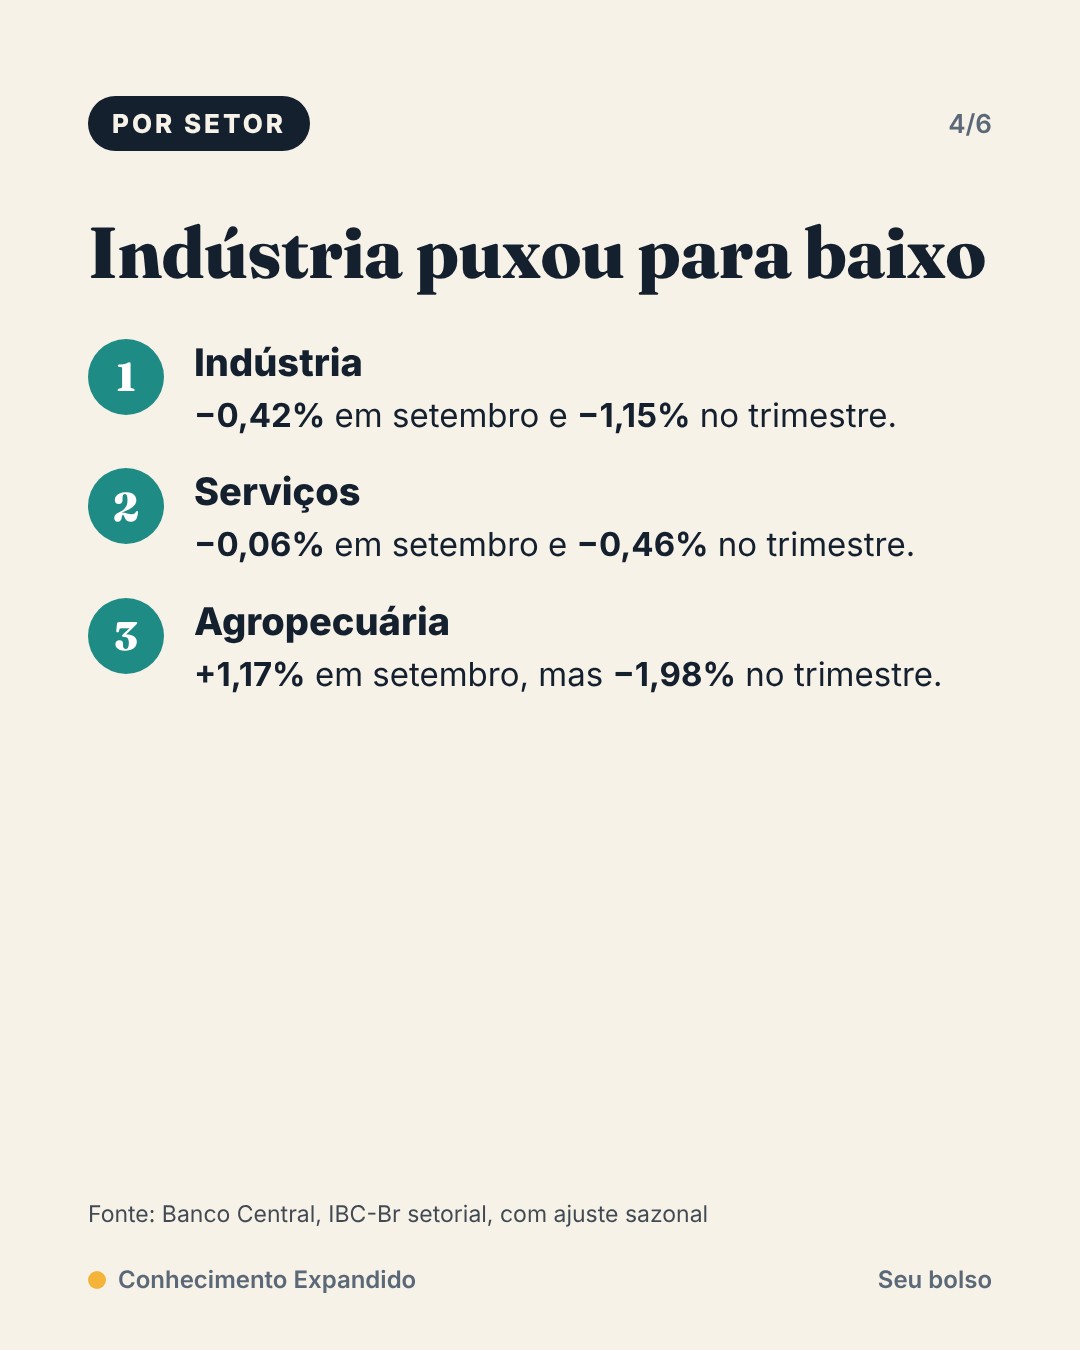 POR SETOR
4/6
Indústria puxou para baixo
1
Indústria
−0,42% em setembro e −1,15% no trimestre.
2
Serviços
−0,06% em setembro e −0,46% no trimestre.
3
Agropecuária
+1,17% em setembro, mas −1,98% no trimestre.
Fonte: Banco Central, IBC-Br setorial, com ajuste sazonal
Conhecimento Expandido
Seu bolso